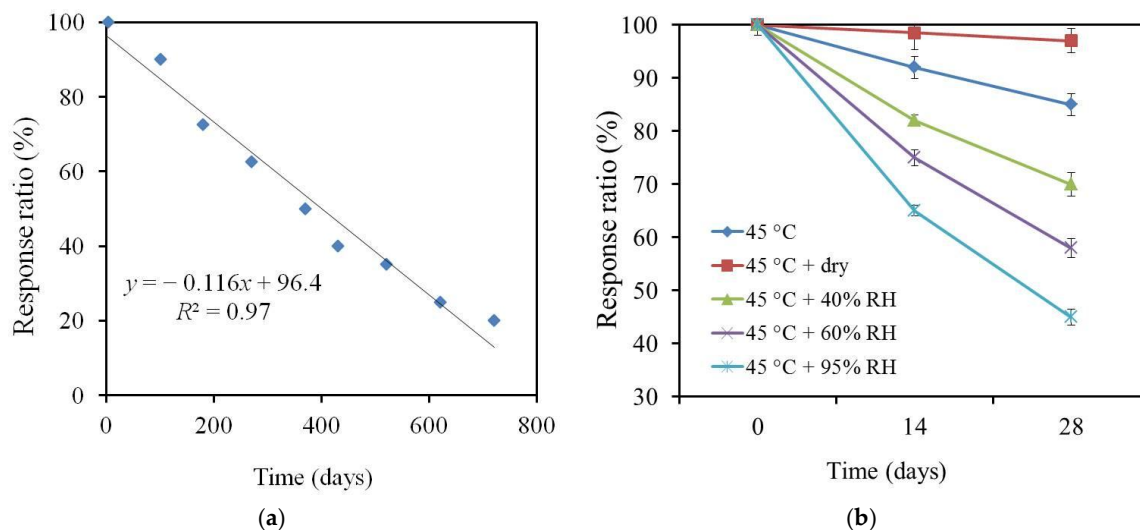 Response ratio (%)
100
80
60
40
20
0
y = − 0.116x + 96.4
R² = 0.97
0 200 400 600 800
Time (days)
(a)
Response ratio (%)
100
90
80
70
60
50
40
30
45 °C
45 °C + dry
45 °C + 40% RH
45 °C + 60% RH
45 °C + 95% RH
0 14 28
Time (days)
(b)